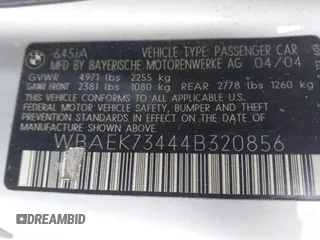 645iA VEHICLE TYPE: PASSENGER CAR
MFD BY BAYERISCHE MOTORENWERKE AG 04/04
GVWR 4971 lbs 2255 kg
GAWR FRONT 2381 lbs 1080 kg REAR 2778 lbs 1260 kg
THIS VEHICLE CONFORMS TO ALL APPLICABLE
FEDERAL MOTOR VEHICLE SAFETY, BUMPER AND THEFT
PREVENTION STANDARDS IN EFFECT ON THE DATE OF
MANUFACTURE SHOWN ABOVE
WBAEK73444B320856
AUTOBIDMASTER